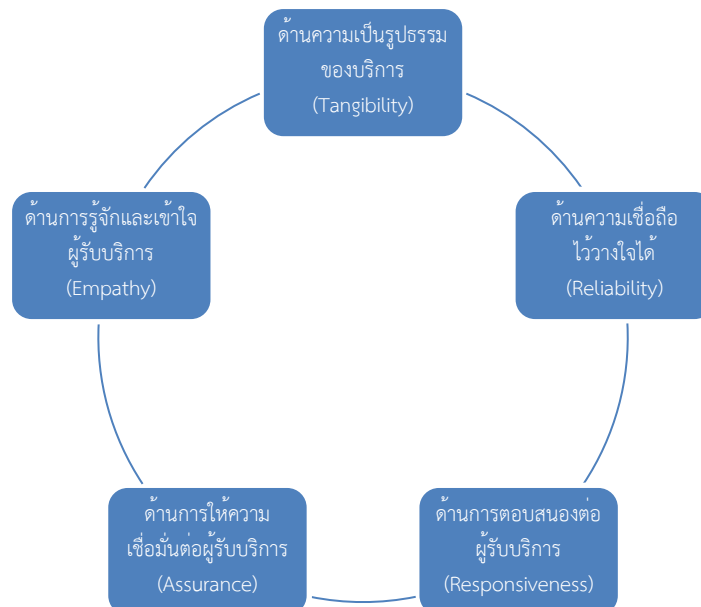 ด้านความเป็นรูปธรรม
ของบริการ
(Tangibility)
ด้านความเชื่อถือ
ไว้วางใจได้
(Reliability)
ด้านการตอบสนองต่อ
ผู้รับบริการ
(Responsiveness)
ด้านการให้ความ
เชื่อมั่นต่อผู้รับบริการ
(Assurance)
ด้านการรู้จักและเข้าใจ
ผู้รับบริการ
(Empathy)